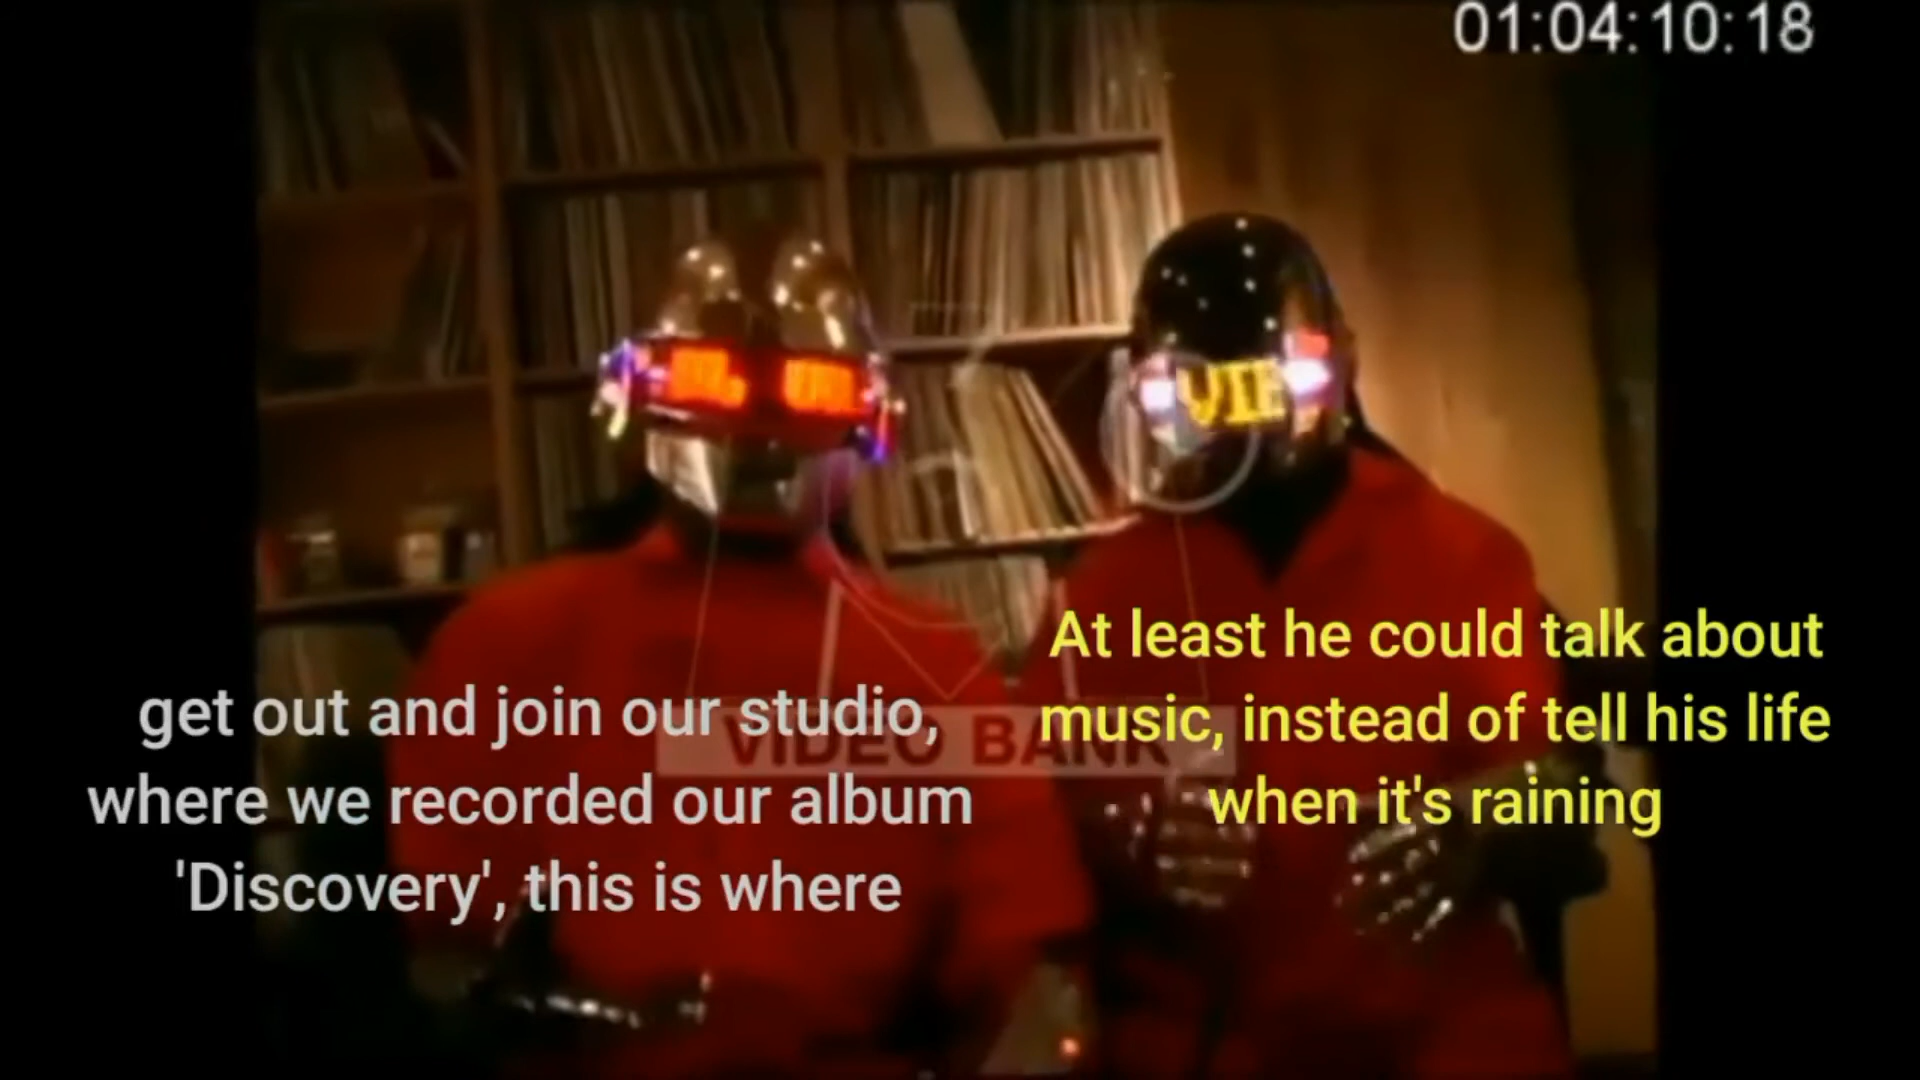 01:04:10:18
VIE
get out and join our studio,
where we recorded our album
'Discovery', this is where
At least he could talk about
music, instead of tell his life
when it's raining
VIDEO BANK